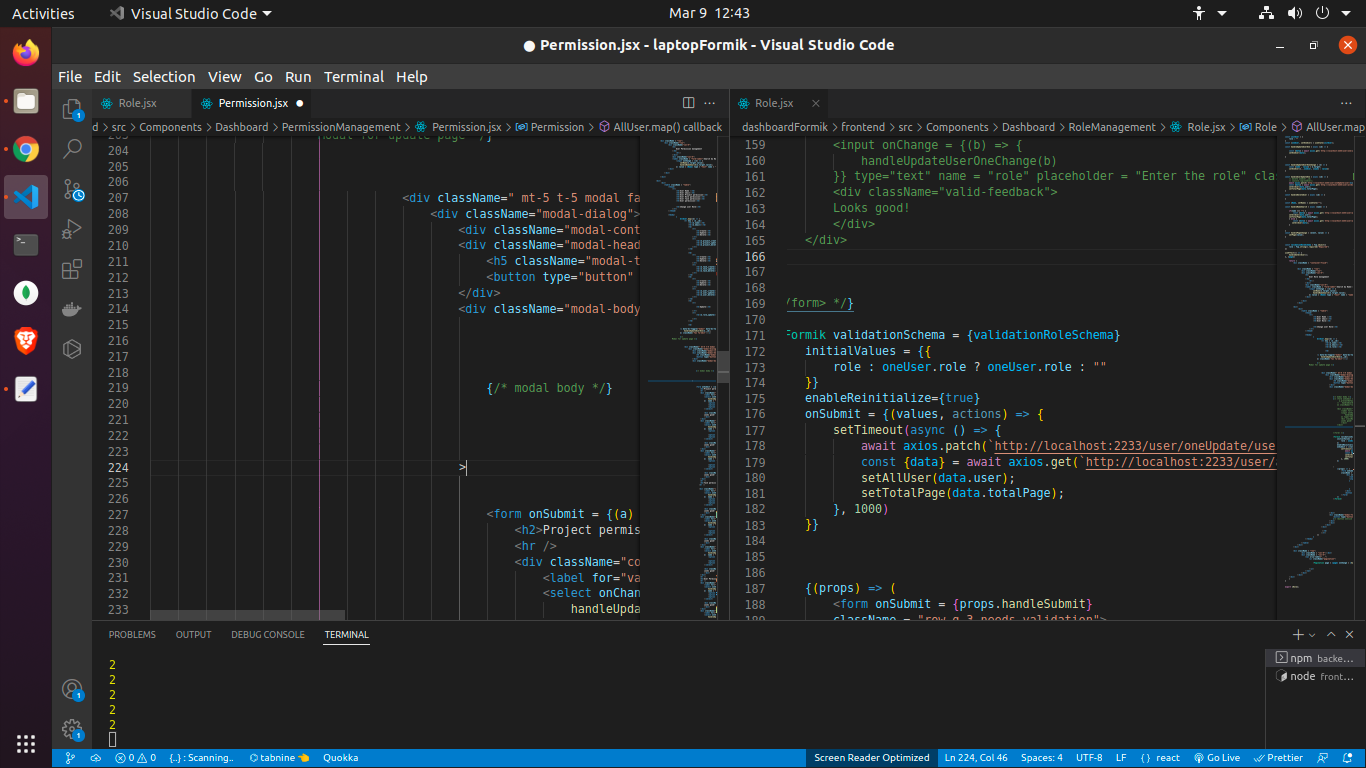 Activities
Visual Studio Code
Mar 9 12:43
● Permission.jsx - laptopFormik - Visual Studio Code
File Edit Selection View Go Run Terminal Help
Role.jsx
Permission.jsx
Role.jsx
d > src > Components > Dashboard > PermissionManagement > Permission.jsx > Permission > AllUser.map() callback
dashboardFormik > frontend > src > Components > Dashboard > RoleManagement > Role.jsx > Role > AllUser.map
204
205
206
207 <div className=" mt-5 t-5 modal fa
208 <div className="modal-dialog">
209 <div className="modal-cont
210 <div className="modal-head
211 <h5 className="modal-t
212 <button type="button"
213 </div>
214 <div className="modal-body
215
216
217
218
219 {/* modal body */}
220
221
222
223
224 >
225
226
227 <form onSubmit = {(a)
228 <h2>Project permis
229 <hr />
230 <div className="co
231 <label for="va
232 <select onChan
233 handleUpda
159 <input onChange = {(b) => {
160 handleUpdateUserOneChange(b)
161 }} type="text" name = "role" placeholder = "Enter the role" clas
162 <div className="valid-feedback">
163 Looks good!
164 </div>
165 </div>
166
167
168
169 /form> */}
170
171 Formik validationSchema = {validationRoleSchema}
172 initialValues = {{
173 role : oneUser.role ? oneUser.role : ""
174 }}
175 enableReinitialize={true}
176 onSubmit = {(values, actions) => {
177 setTimeout(async () => {
178 await axios.patch(`http://localhost:2233/user/oneUpdate/use
179 const {data} = await axios.get(`http://localhost:2233/user/
180 setAllUser(data.user);
181 setTotalPage(data.totalPage);
182 }, 1000)
183 }}
184
185
186
187 {(props) => (
188 <form onSubmit = {props.handleSubmit}
PROBLEMS OUTPUT DEBUG CONSOLE TERMINAL
2
2
2
2
2
npm backe...
node front...
0 0 {..} : Scanning.. tabnine Quokka
Screen Reader Optimized Ln 224, Col 46 Spaces: 4 UTF-8 LF { } react Go Live Prettier